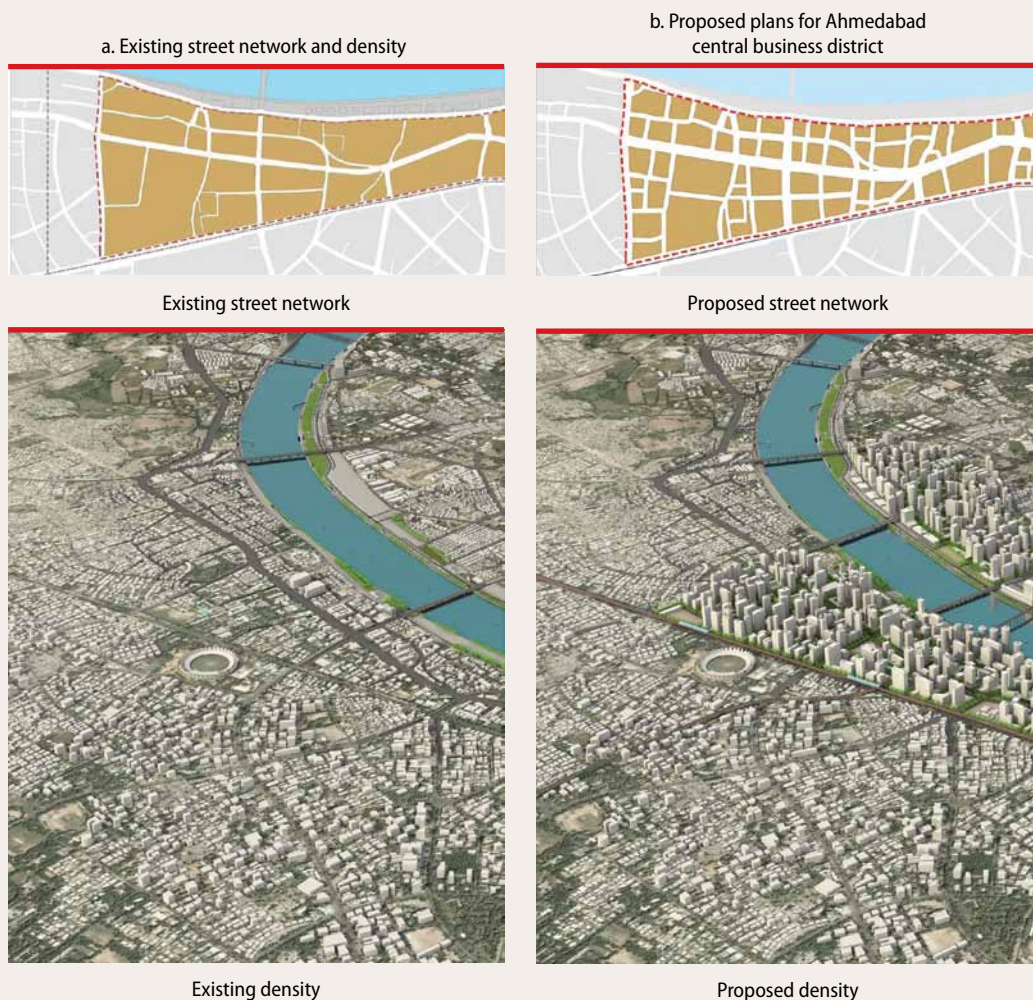 a. Existing street network and density
b. Proposed plans for Ahmedabad
central business district
Existing street network
Proposed street network
Existing density
Proposed density